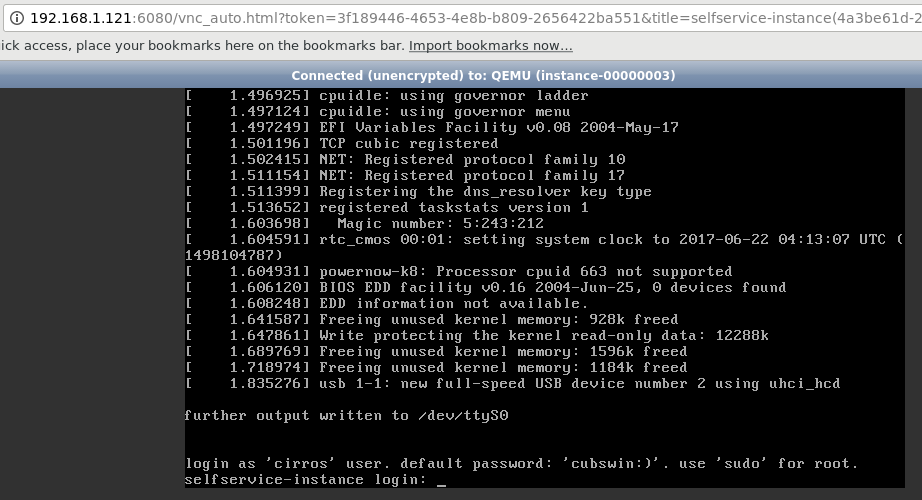 192.168.1.121:6080/vnc_auto.html?token=3f189446-4653-4e8b-b809-2656422ba551&title=selfservice-instance(4a3be61d-2
ick access, place your bookmarks here on the bookmarks bar. Import bookmarks now...
Connected (unencrypted) to: QEMU (instance-00000003)
[    1.496925] cpuidle: using governor ladder
[    1.497124] cpuidle: using governor menu
[    1.497249] EFI Variables Facility v0.08 2004-May-17
[    1.501196] TCP cubic registered
[    1.502415] NET: Registered protocol family 10
[    1.511154] NET: Registered protocol family 17
[    1.511399] Registering the dns_resolver key type
[    1.513652] registered taskstats version 1
[    1.603698]   Magic number: 5:243:212
[    1.604591] rtc_cmos 00:01: setting system clock to 2017-06-22 04:13:07 UTC (
1498104787)
[    1.604931] powernow-k8: Processor cpuid 663 not supported
[    1.606120] BIOS EDD facility v0.16 2004-Jun-25, 0 devices found
[    1.608248] EDD information not available.
[    1.641587] Freeing unused kernel memory: 928k freed
[    1.647861] Write protecting the kernel read-only data: 12288k
[    1.689769] Freeing unused kernel memory: 1596k freed
[    1.718974] Freeing unused kernel memory: 1184k freed
[    1.835276] usb 1-1: new full-speed USB device number 2 using uhci_hcd
further output written to /dev/ttyS0
login as 'cirros' user. default password: 'cubswin:)'. use 'sudo' for root.
selfservice-instance login: _